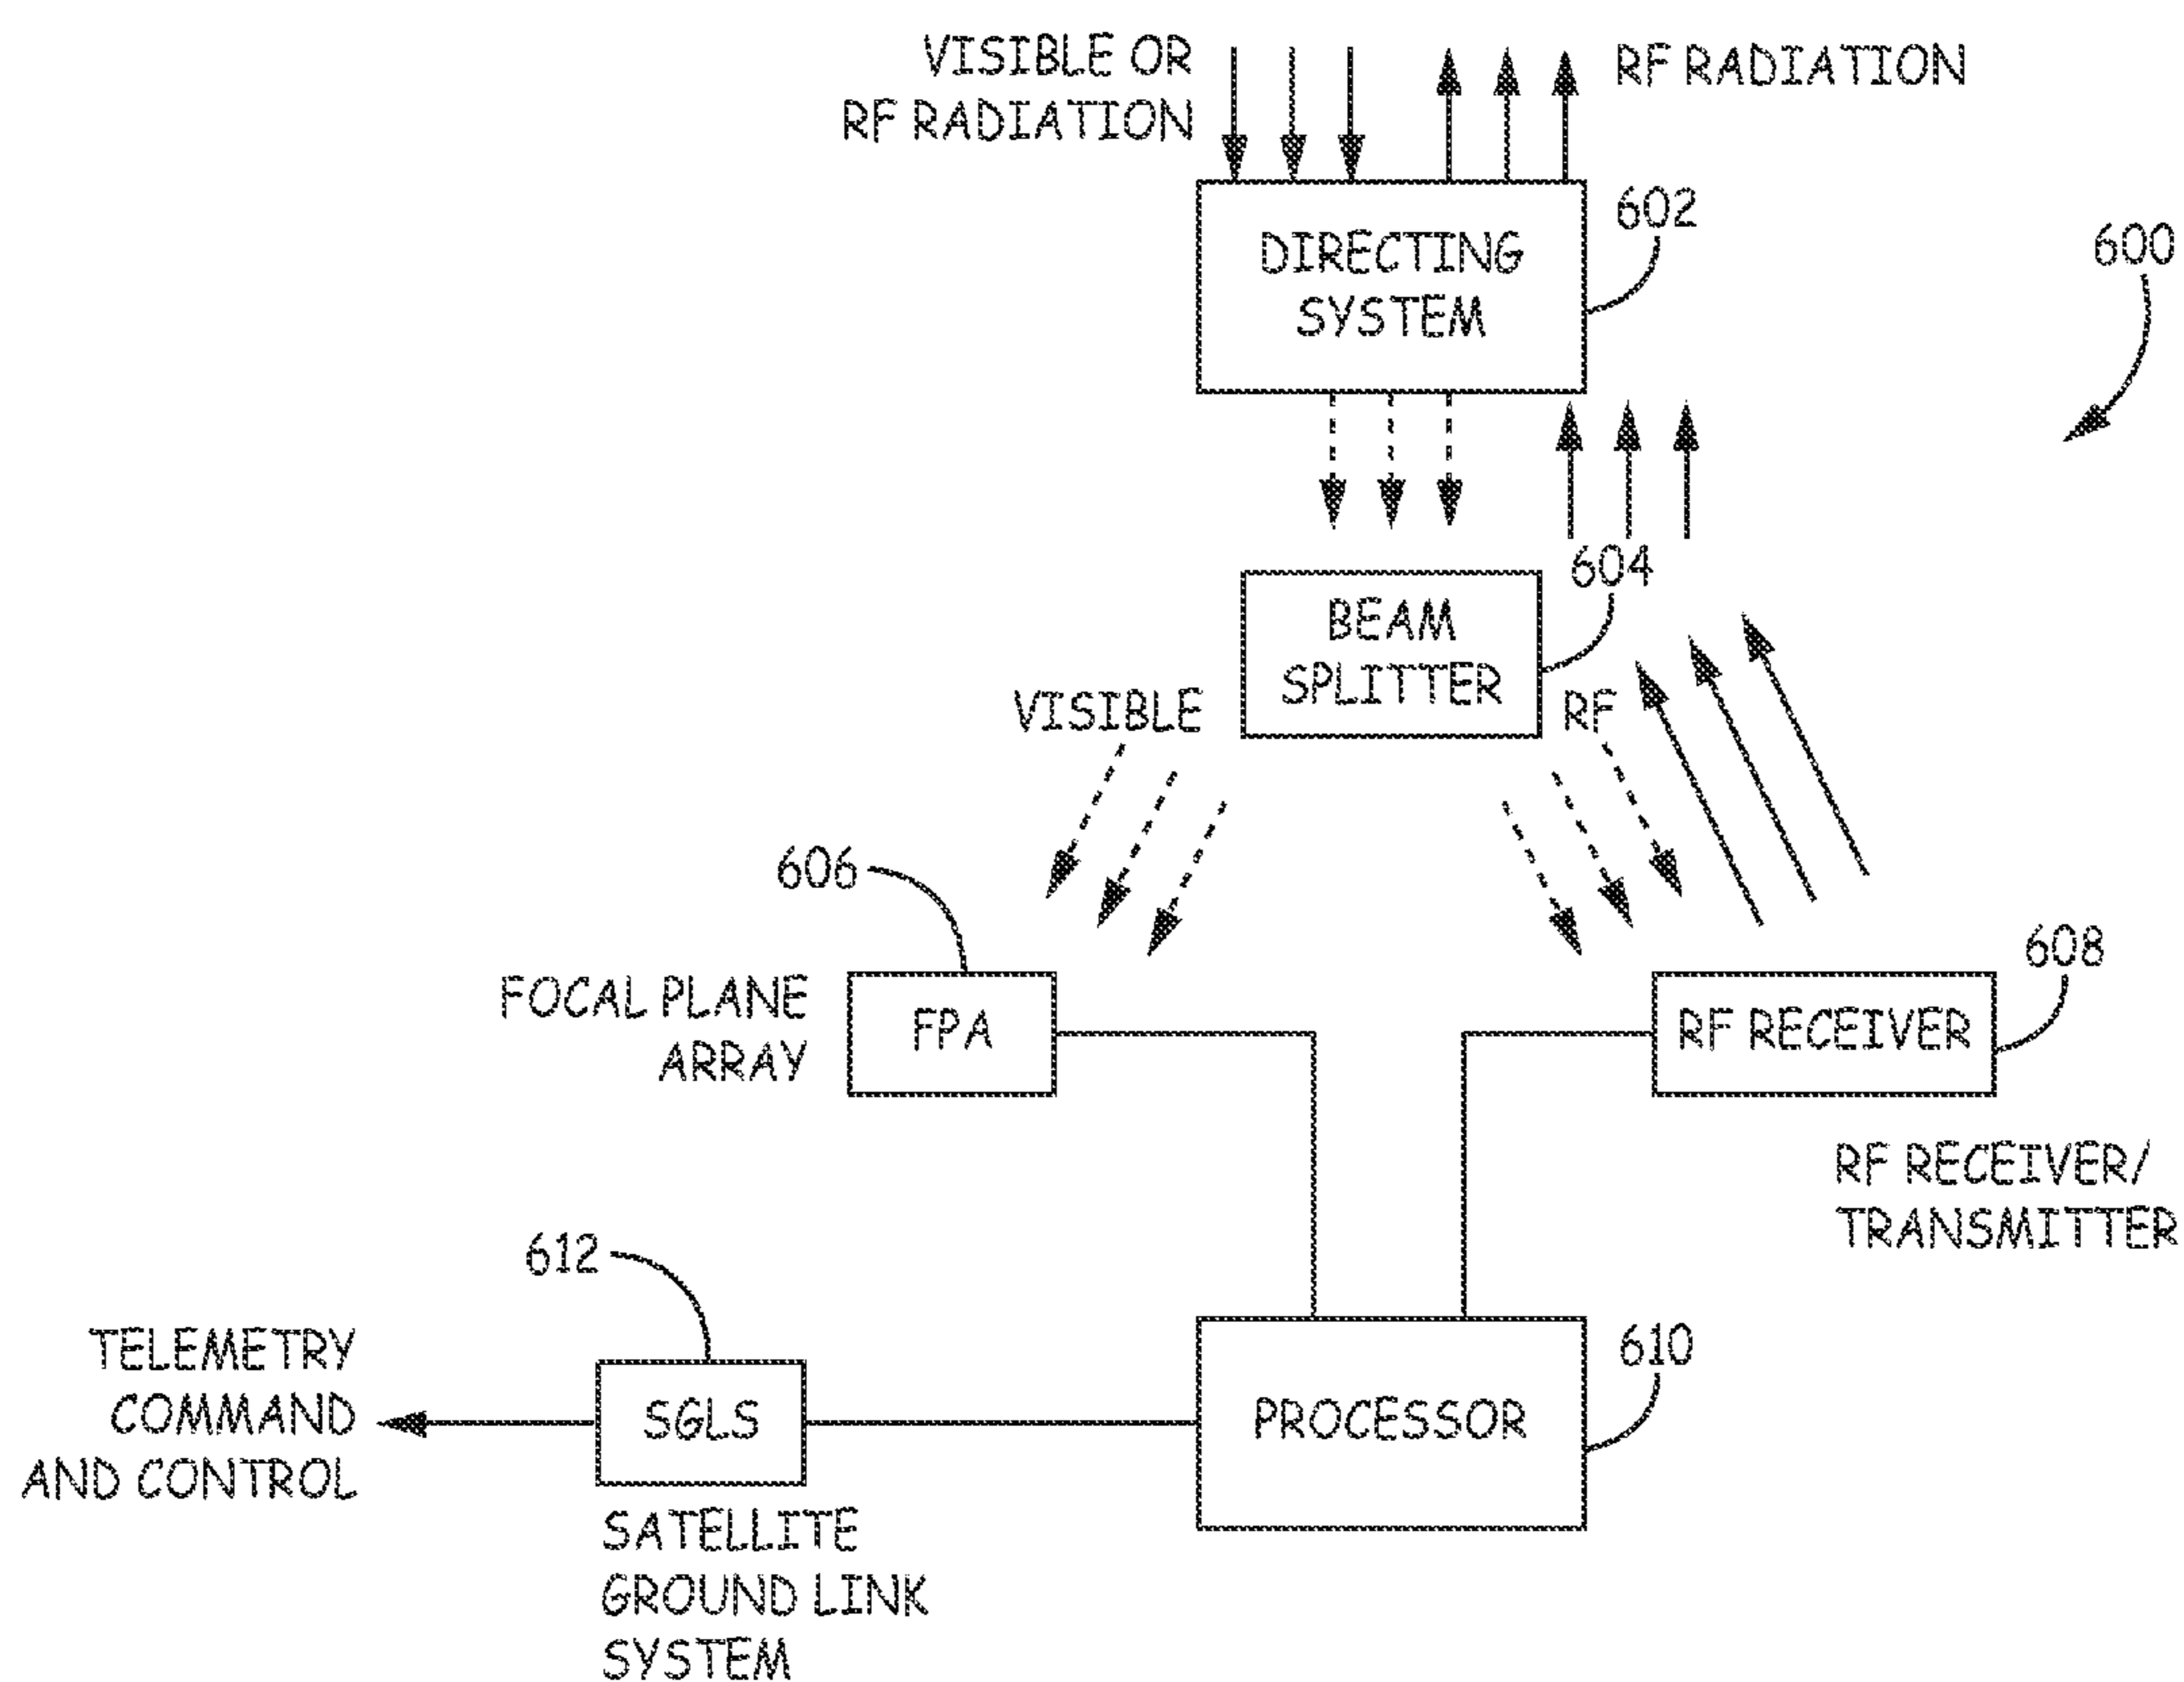 VISIBLE OR
RF RADIATION
RF RADIATION
DIRECTING
SYSTEM
602
600
604
BEAM
SPLITTER
VISIBLE
RF
606
608
FOCAL PLANE
ARRAY
FPA
RF RECEIVER
RF RECEIVER/
TRANSMITTER
612
610
TELEMETRY
COMMAND
AND CONTROL
SGLS
PROCESSOR
SATELLITE
GROUND LINK
SYSTEM